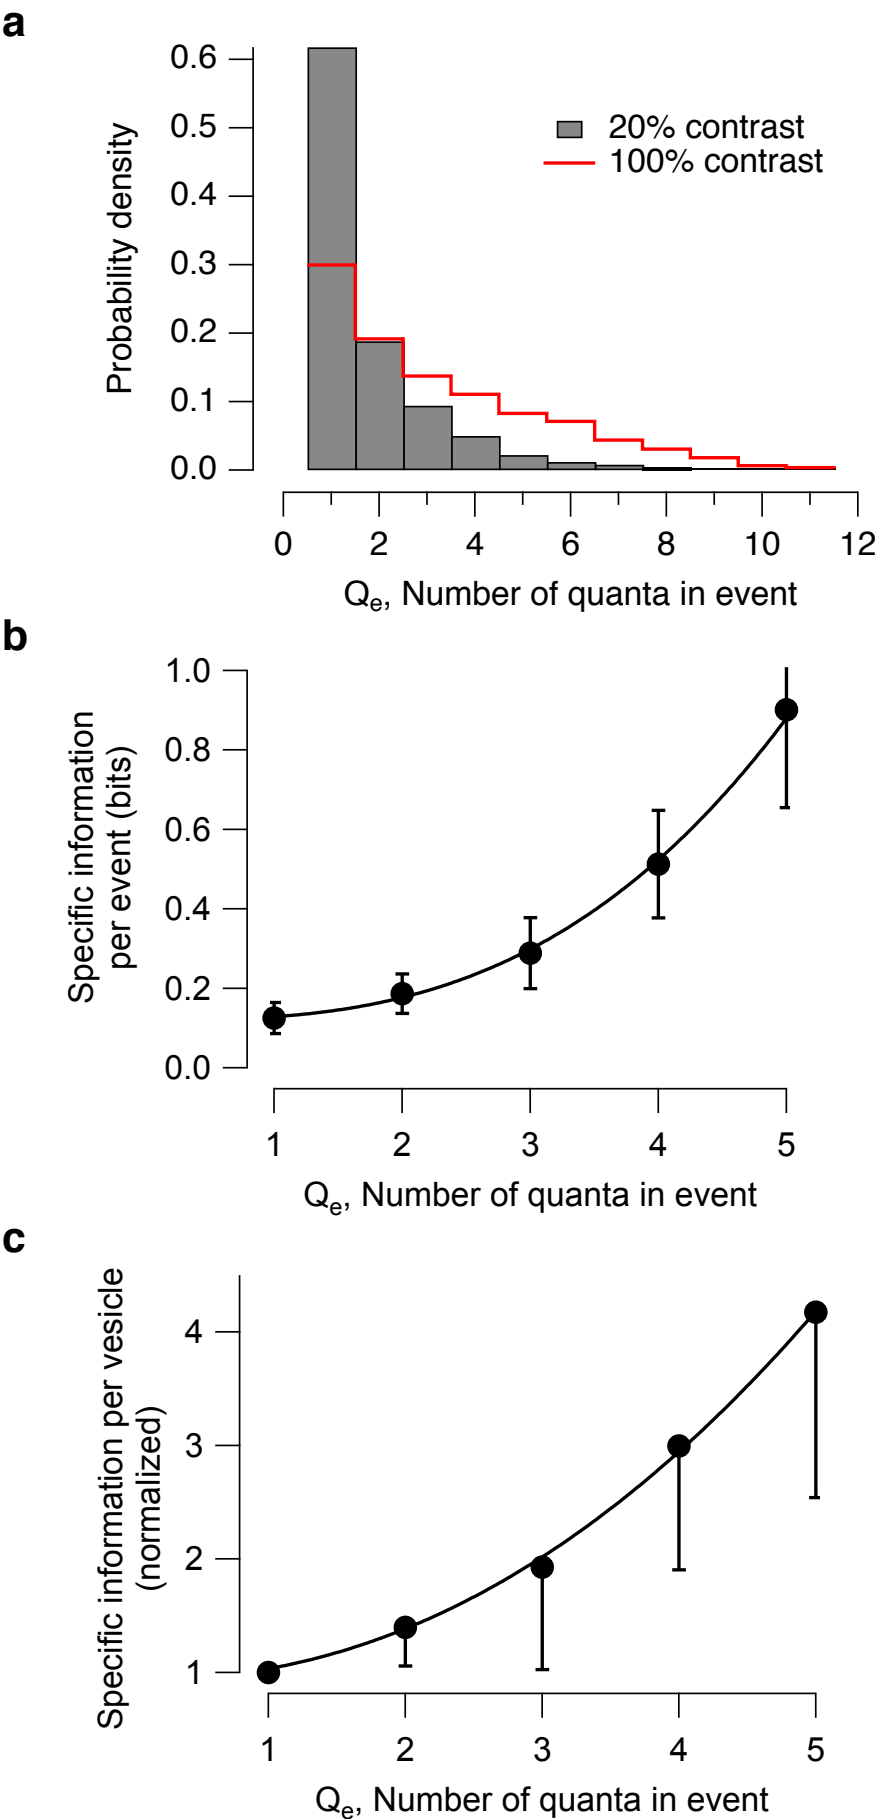 a
Probability density
0.6
0.5
0.4
0.3
0.2
0.1
0.0
20% contrast
100% contrast
0 2 4 6 8 10 12
Qe, Number of quanta in event
b
Specific information
per event (bits)
1.0
0.8
0.6
0.4
0.2
0.0
1 2 3 4 5
Qe, Number of quanta in event
c
Specific information per vesicle
(normalized)
4
3
2
1
1 2 3 4 5
Qe, Number of quanta in event